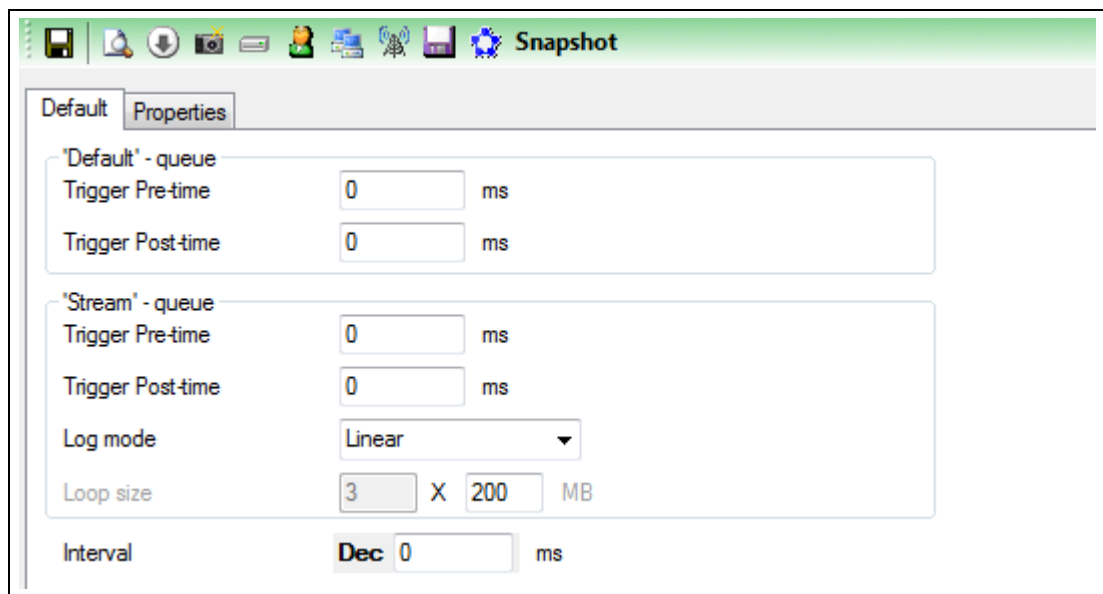 Snapshot
Default Properties
'Default' - queue
Trigger Pre-time 0 ms
Trigger Post-time 0 ms
'Stream' - queue
Trigger Pre-time 0 ms
Trigger Post-time 0 ms
Log mode Linear
Loop size 3 X 200 MB
Interval Dec 0 ms